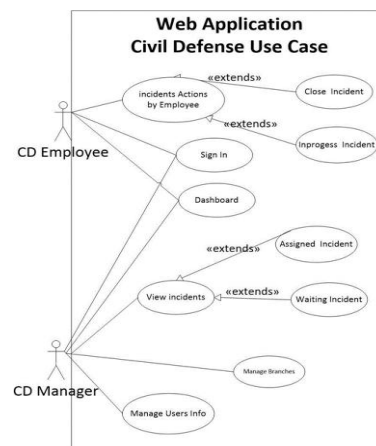 Web Application
Civil Defense Use Case
«extends»
Close Incident
incidents Actions
by Employee
«extends»
Inprogess Incident
CD Employee
Sign In
Dashboard
Assigned Incident
«extends»
«extends»
View incidents
Waiting Incident
CD Manager
Manage Branches
Manage Users Info